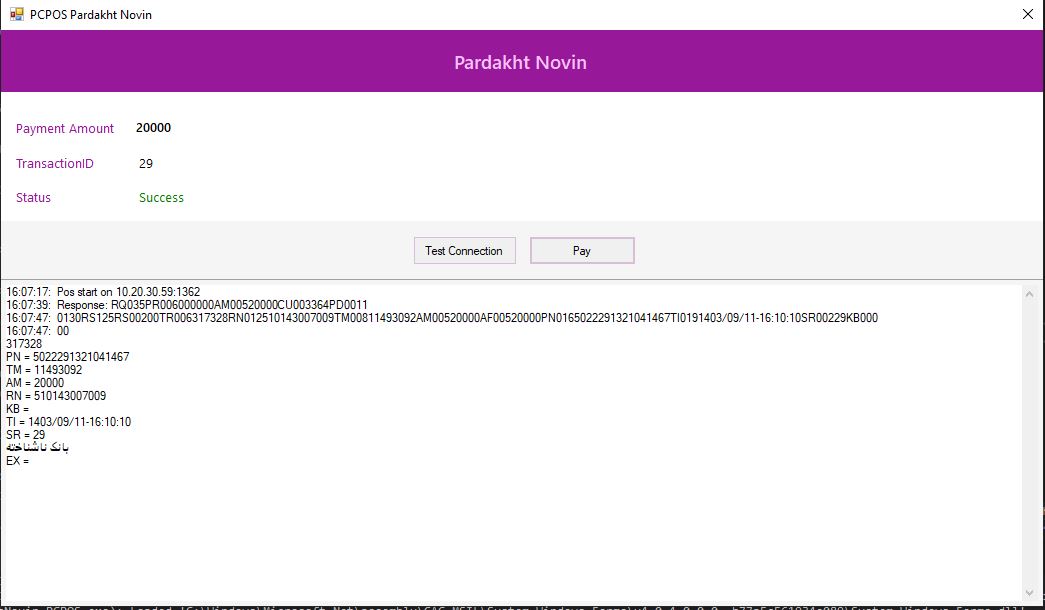 PCPOS Pardakht Novin
Pardakht Novin
Payment Amount 20000
TransactionID 29
Status Success
Test Connection Pay
16:07:17: Pos start on 10.20.30.59:1362
16:07:39: Response: RQ035PR006000000AM00520000CU003364PD0011
16:07:47: 0130RS125RS00200TR006317328RN012510143007009TM00811493092AM00520000AF00520000PN0165022291321041467TI0191403/09/11-16:10:10SR00229KB000
16:07:47: 00
317328
PN = 5022291321041467
TM = 11493092
AM = 20000
RN = 510143007009
KB =
TI = 1403/09/11-16:10:10
SR = 29
بانک ناشناخته
EX =